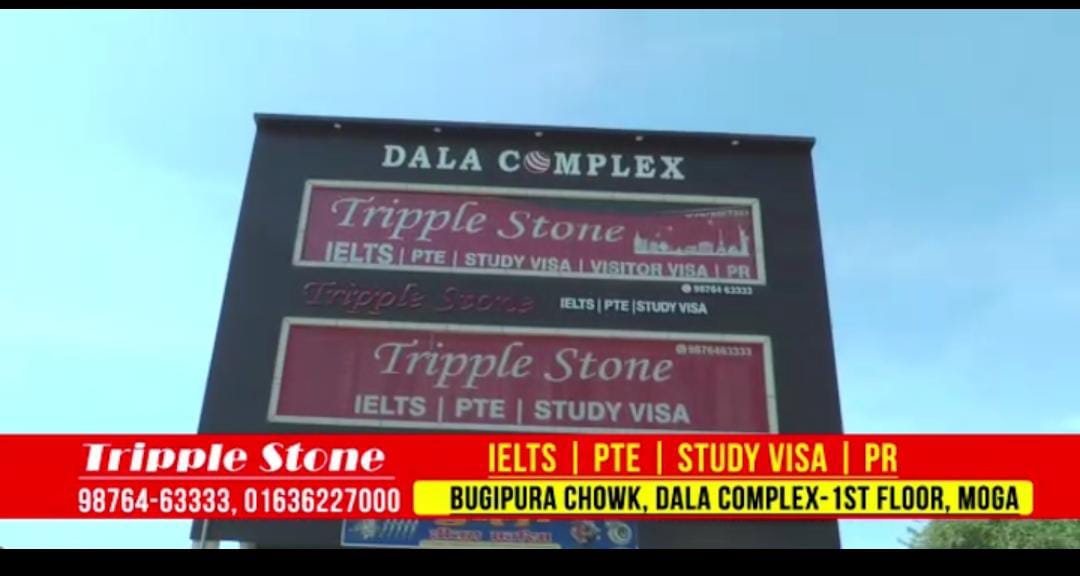 DALA COMPLEX
Tripple Stone
IELTS | PTE | STUDY VISA | VISITOR VISA | PR
98764 63333
Tripple Stone IELTS | PTE |STUDY VISA
9876463333
Tripple Stone
IELTS | PTE | STUDY VISA
Tripple Stone IELTS | PTE | STUDY VISA | PR
98764-63333, 01636227000 BUGIPURA CHOWK, DALA COMPLEX-1ST FLOOR, MOGA